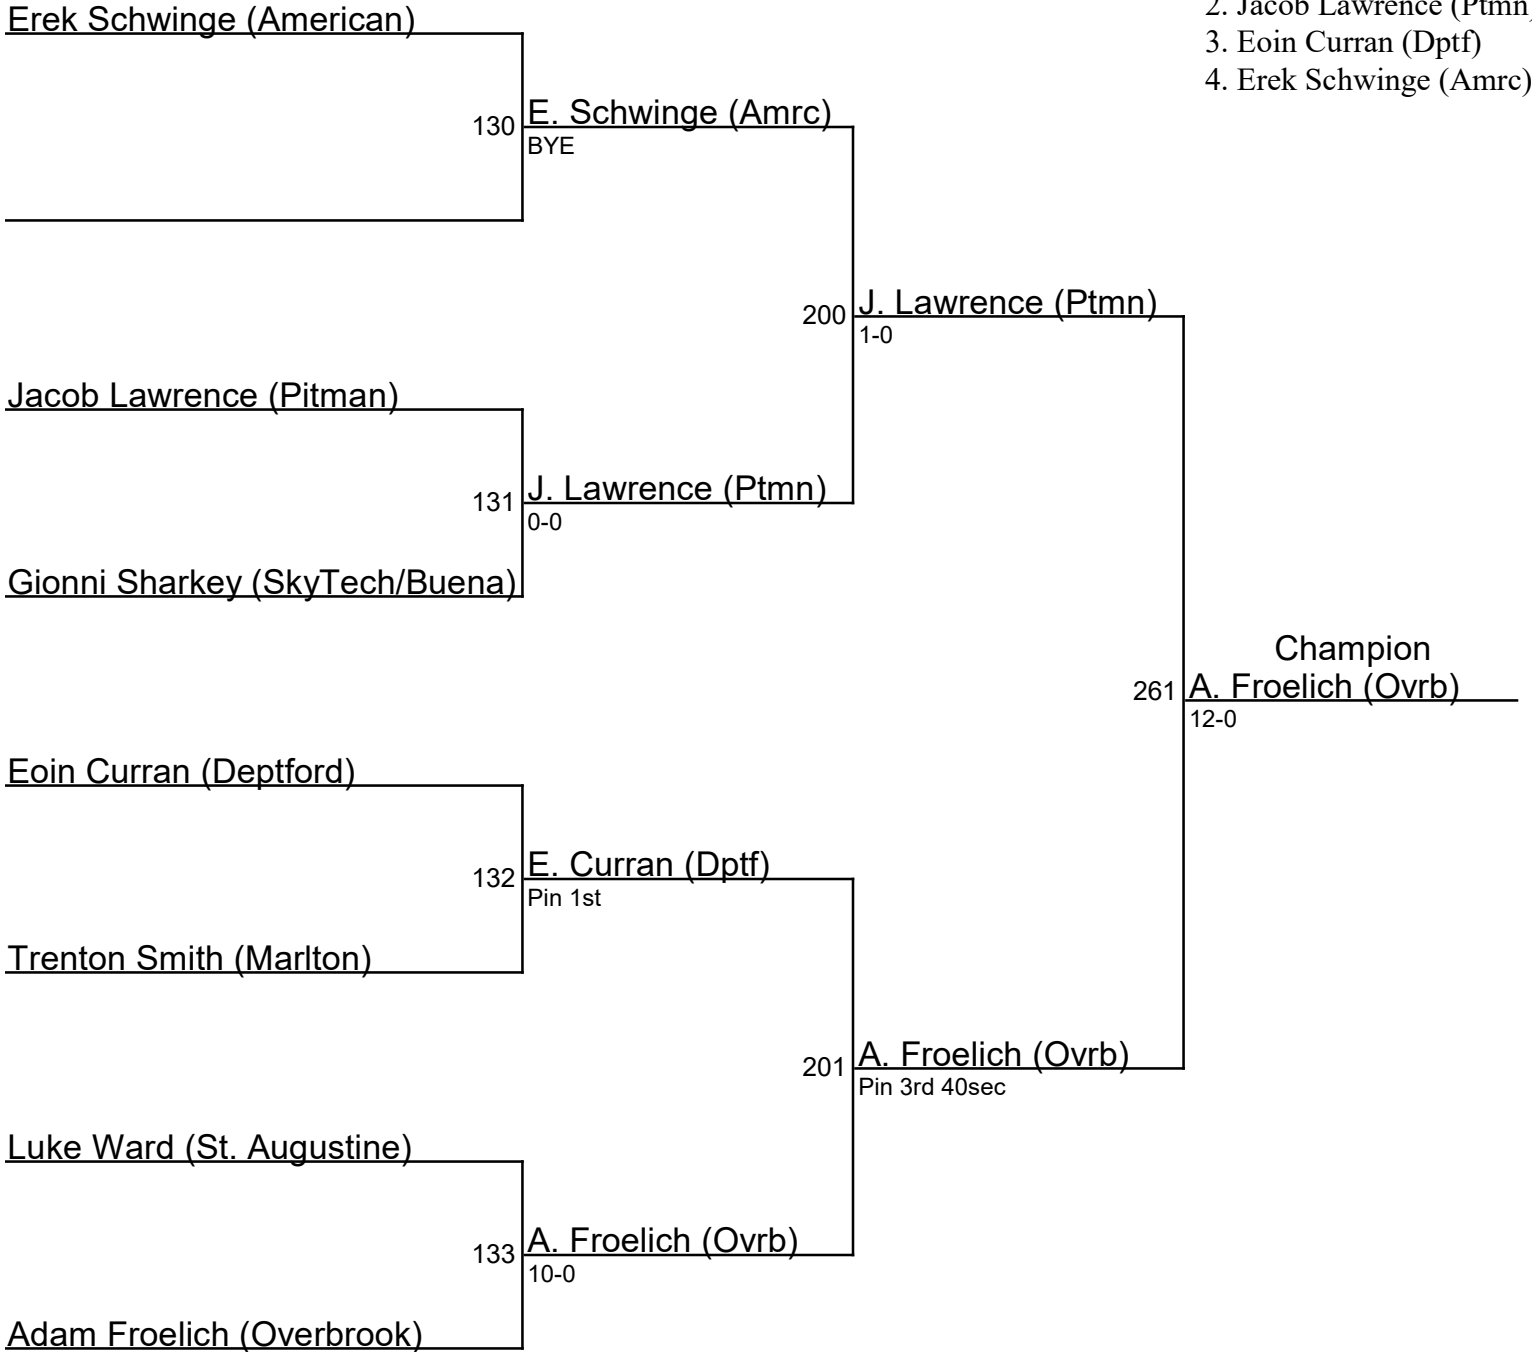 Erek Schwinge (American)
2. Jacob Lawrence (Ptmn)
3. Eoin Curran (Dptf)
4. Erek Schwinge (Amrc)
130 E. Schwinge (Amrc)
BYE
200 J. Lawrence (Ptmn)
1-0
Jacob Lawrence (Pitman)
131 J. Lawrence (Ptmn)
0-0
Gionni Sharkey (SkyTech/Buena)
Champion
261 A. Froelich (Ovrb)
12-0
Eoin Curran (Deptford)
132 E. Curran (Dptf)
Pin 1st
Trenton Smith (Marlton)
201 A. Froelich (Ovrb)
Pin 3rd 40sec
Luke Ward (St. Augustine)
133 A. Froelich (Ovrb)
10-0
Adam Froelich (Overbrook)